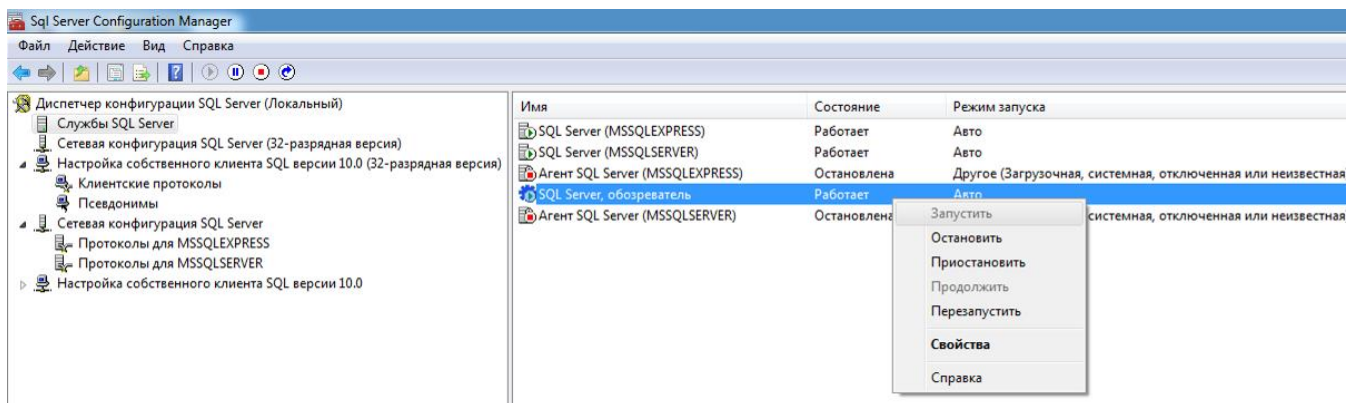 Sql Server Configuration Manager
Файл Действие Вид Справка
Диспетчер конфигурации SQL Server (Локальный)
Службы SQL Server
Сетевая конфигурация SQL Server (32-разрядная версия)
Настройка собственного клиента SQL версии 10.0 (32-разрядная версия)
Клиентские протоколы
Псевдонимы
Сетевая конфигурация SQL Server
Протоколы для MSSQLEXPRESS
Протоколы для MSSQLSERVER
Настройка собственного клиента SQL версии 10.0
Имя Состояние Режим запуска
SQL Server (MSSQLEXPRESS) Работает Авто
SQL Server (MSSQLSERVER) Работает Авто
Агент SQL Server (MSSQLEXPRESS) Остановлена Другое (Загрузочная, системная, отключенная или неизвестная)
SQL Server, обозреватель Работает Авто
Агент SQL Server (MSSQLSERVER) Остановлена системная, отключенная или неизвестная
Запустить
Остановить
Приостановить
Продолжить
Перезапустить
Свойства
Справка